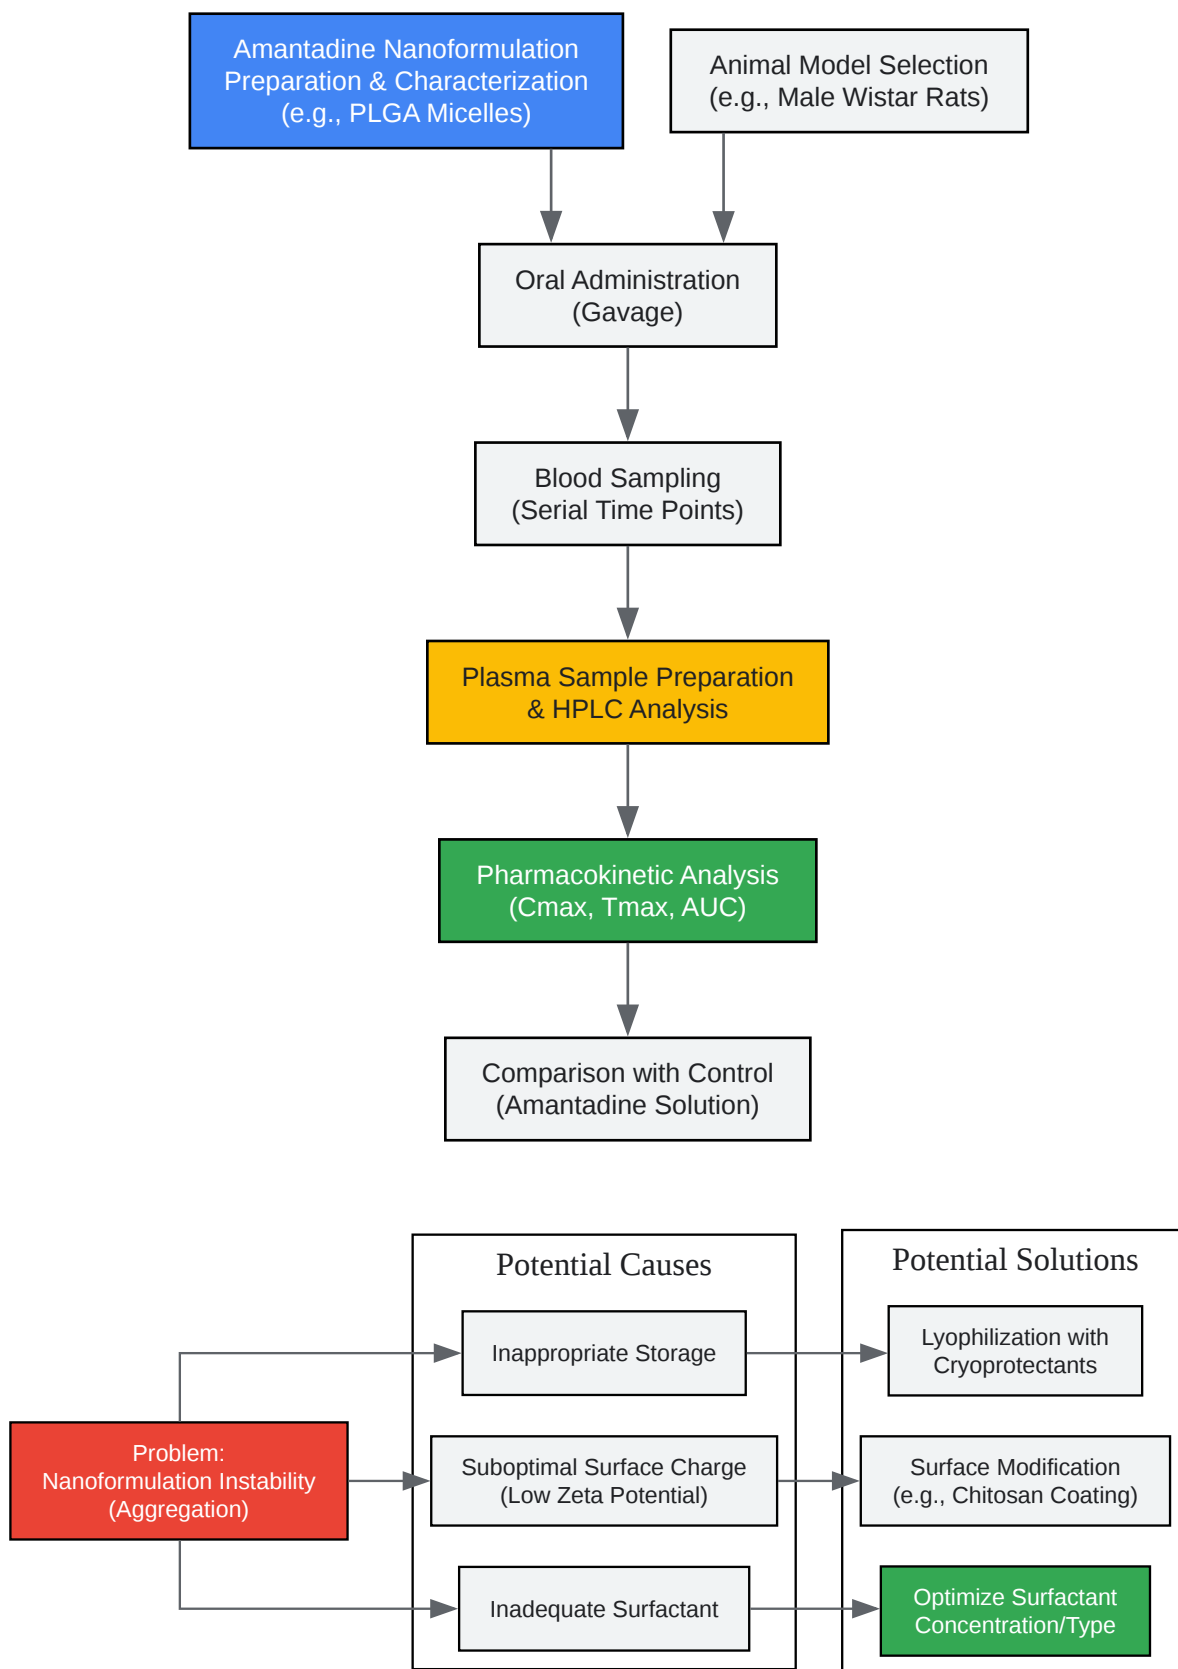 Amantadine Nanoformulation
Preparation & Characterization
(e.g., PLGA Micelles)
Animal Model Selection
(e.g., Male Wistar Rats)
Oral Administration
(Gavage)
Blood Sampling
(Serial Time Points)
Plasma Sample Preparation
& HPLC Analysis
Pharmacokinetic Analysis
(Cmax, Tmax, AUC)
Comparison with Control
(Amantadine Solution)
Problem:
Nanoformulation Instability
(Aggregation)
Potential Causes
Inappropriate Storage
Suboptimal Surface Charge
(Low Zeta Potential)
Inadequate Surfactant
Potential Solutions
Lyophilization with
Cryoprotectants
Surface Modification
(e.g., Chitosan Coating)
Optimize Surfactant
Concentration/Type